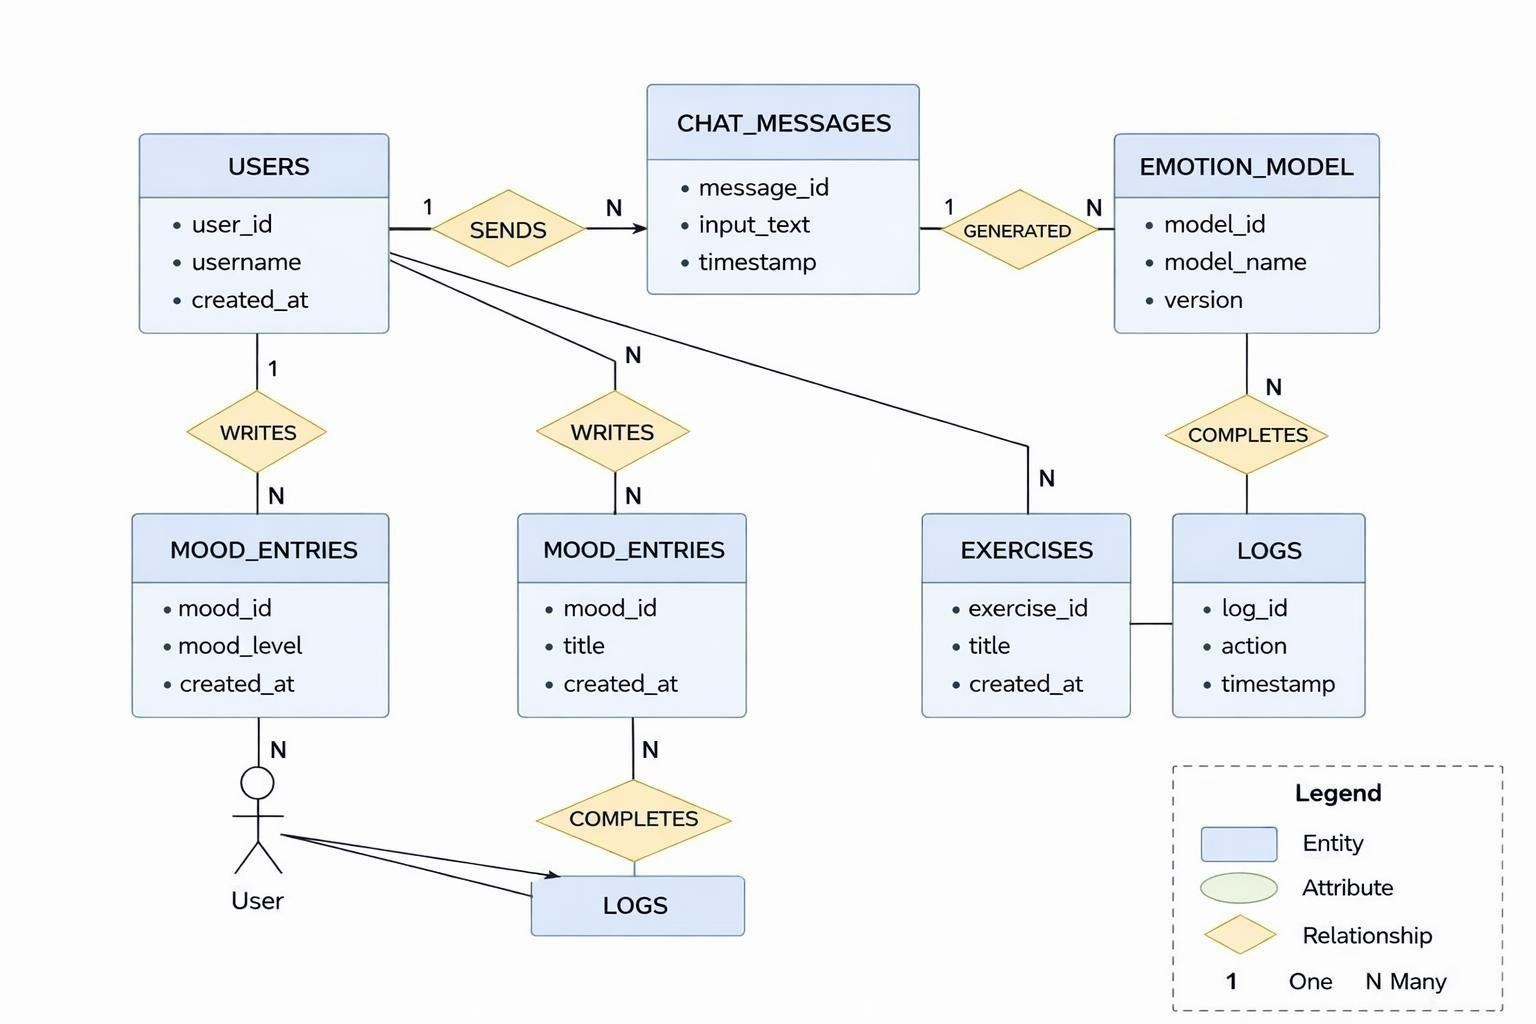 USERS
• user_id
• username
• created_at
1
SENDS
N
CHAT_MESSAGES
• message_id
• input_text
• timestamp
1
GENERATED
N
EMOTION_MODEL
• model_id
• model_name
• version
1
WRITES
N
N
WRITES
N
N
N
COMPLETES
MOOD_ENTRIES
• mood_id
• mood_level
• created_at
MOOD_ENTRIES
• mood_id
• title
• created_at
EXERCISES
• exercise_id
• title
• created_at
LOGS
• log_id
• action
• timestamp
N
User
N
COMPLETES
LOGS
Legend
Entity
Attribute
Relationship
1 One N Many